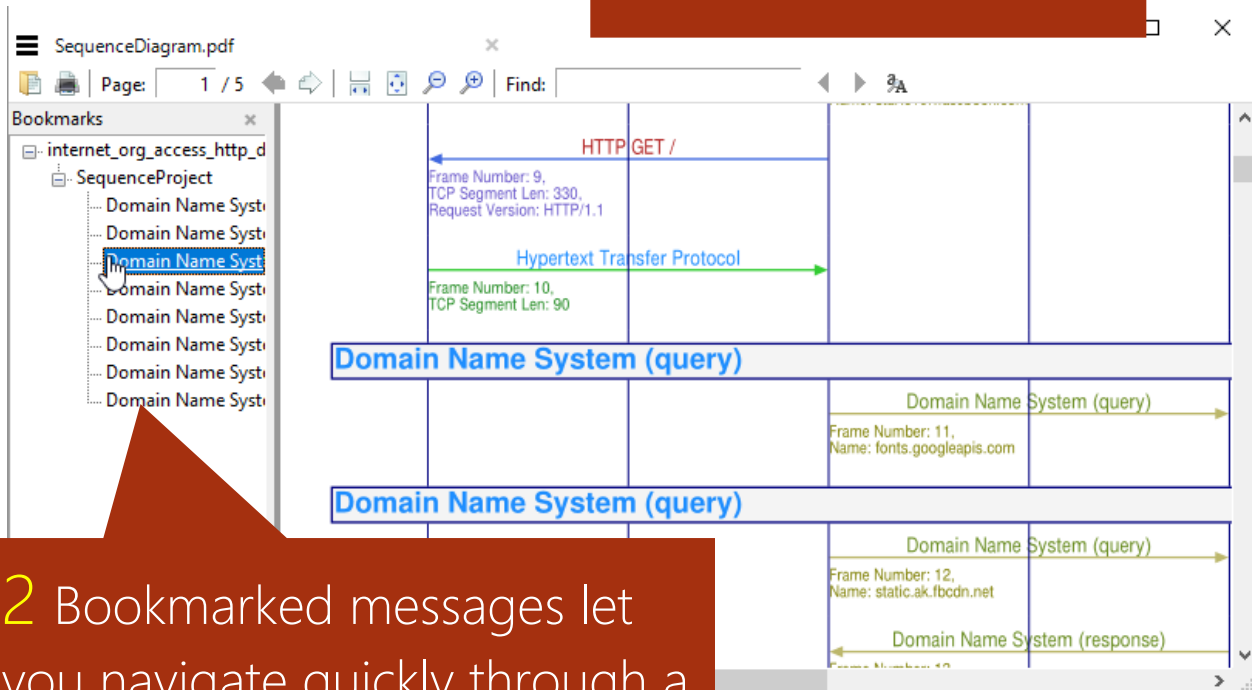 SequenceDiagram.pdf
Page: 1 / 5 Find:
Bookmarks
internet_org_access_http_d
SequenceProject
Domain Name Syst
Domain Name Syst
Domain Name Syst
Domain Name Syst
Domain Name Syst
Domain Name Syst
Domain Name Syst
Domain Name Syst
HTTP GET /
Frame Number: 9,
TCP Segment Len: 330,
Request Version: HTTP/1.1
Hypertext Transfer Protocol
Frame Number: 10,
TCP Segment Len: 90
Domain Name System (query)
Domain Name System (query)
Frame Number: 11,
Name: fonts.googleapis.com
Domain Name System (query)
Domain Name System (query)
Frame Number: 12,
Name: static.ak.fbcdn.net
Domain Name System (response)
2 Bookmarked messages let
you navigate quickly through a